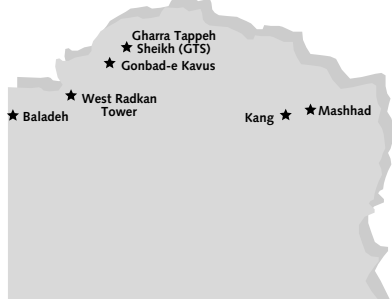 Gharra Tappeh
Sheikh (GTS)
Gonbad-e Kavus
West Radkan
Tower
Baladeh
Kang
Mashhad